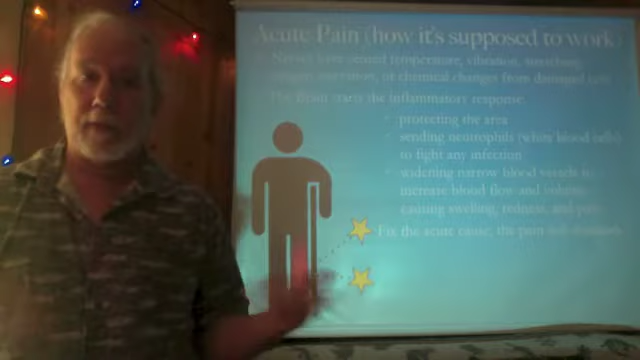 Acute Pain (how it's supposed to work)
Nerves have sensed temperature, vibration, stretching,
or chemical changes from damaged cells
The Brain starts the inflammatory response:
protecting the area
sending neutrophils (white blood cells)
to fight any infection
widening narrow blood vessels to
increase blood flow and volume,
causing swelling, redness, and pain
Fix the acute cause, the pain